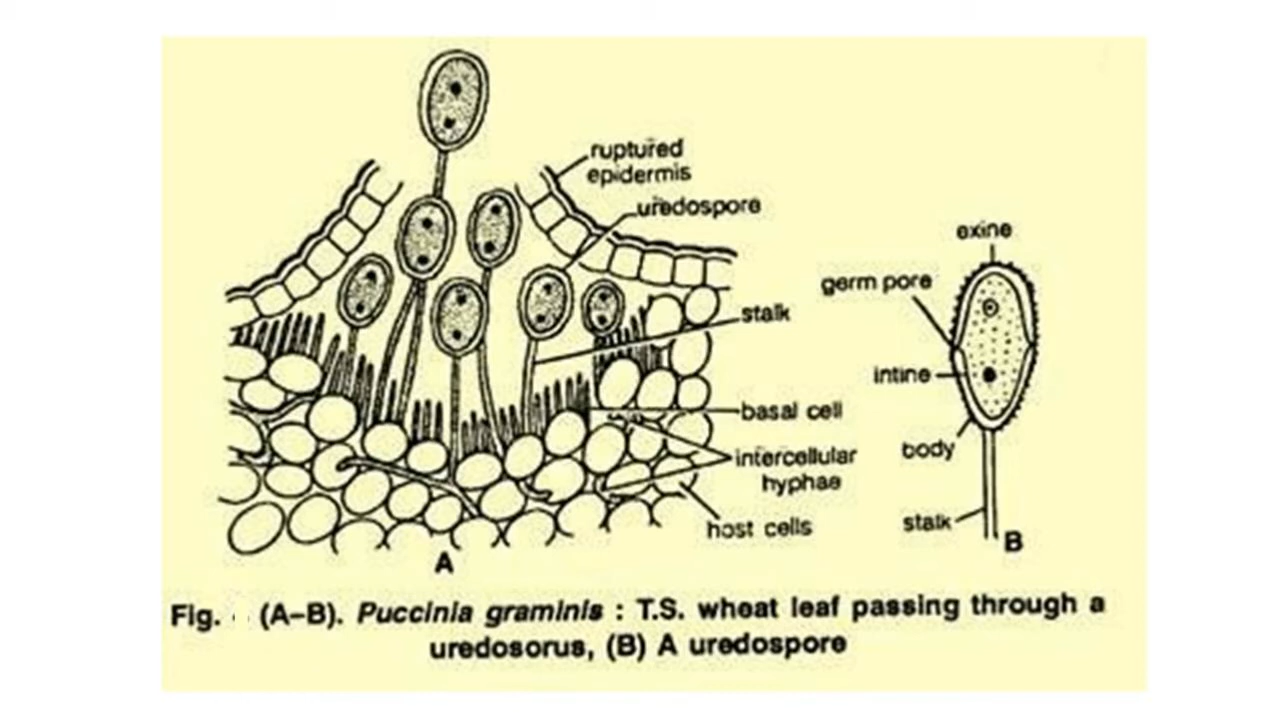 ruptured
epidermis
uredospore
stalk
basal cell
intercellular
hyphae
host cells
A
exine
germ pore
intine
body
stalk
B
Fig. (A–B). Puccinia graminis : T.S. wheat leaf passing through a
uredosorus, (B) A uredospore